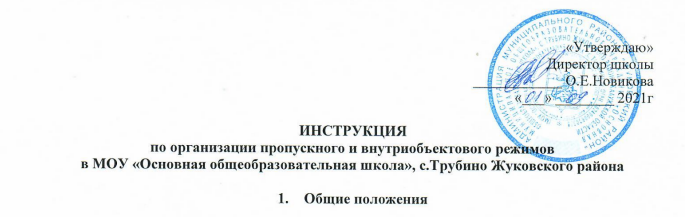 «Утверждаю»
Директор школы
О.Е.Новикова
«01» 09 2021г
ИНСТРУКЦИЯ
по организации пропускного и внутриобъектового режимов
в МОУ «Основная общеобразовательная школа», с.Трубино Жуковского района
1. Общие положения